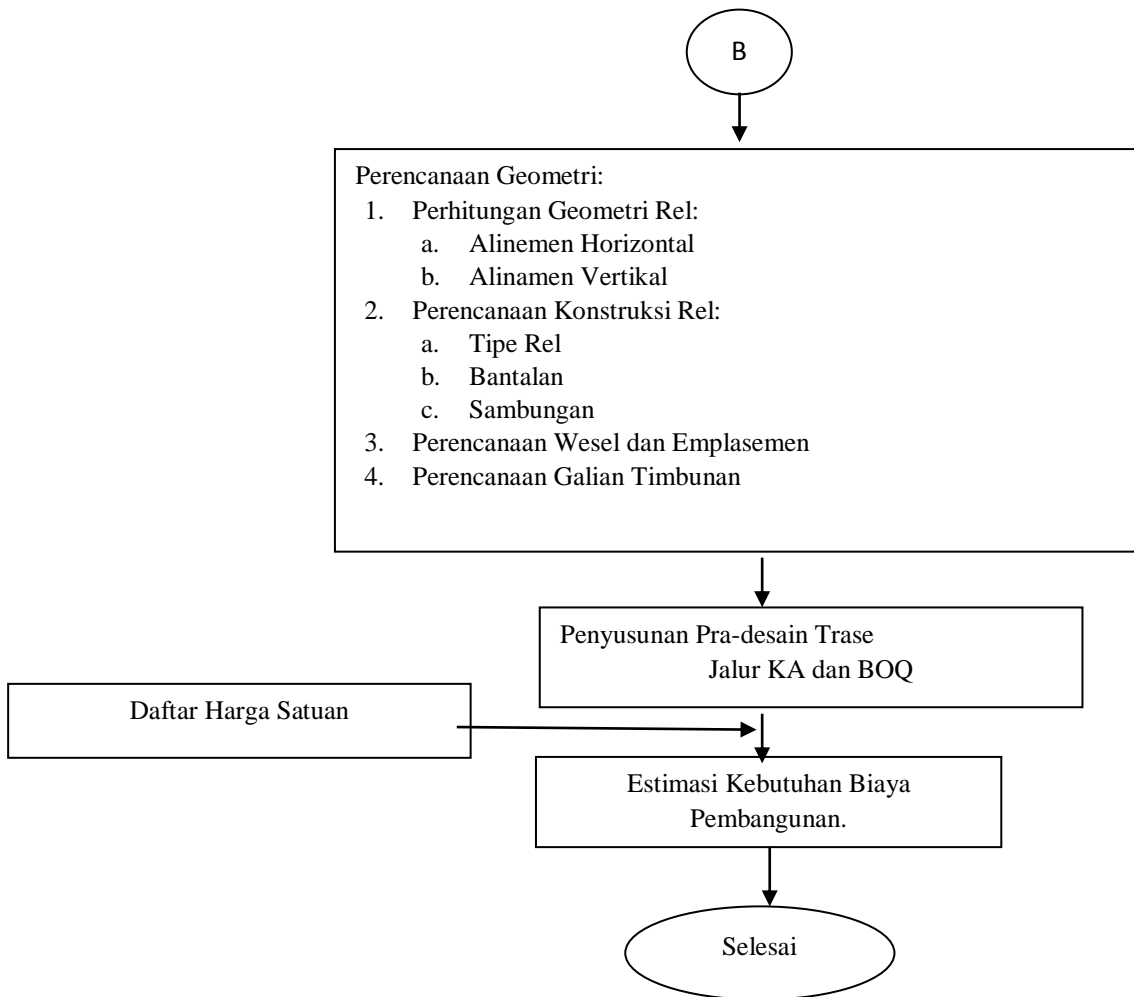 B
Perencanaan Geometri:
1. Perhitungan Geometri Rel:
a. Alinemen Horizontal
b. Alinamen Vertikal
2. Perencanaan Konstruksi Rel:
a. Tipe Rel
b. Bantalan
c. Sambungan
3. Perencanaan Wesel dan Emplasemen
4. Perencanaan Galian Timbunan
Penyusunan Pra-desain Trase
Jalur KA dan BOQ
Daftar Harga Satuan
Estimasi Kebutuhan Biaya
Pembangunan.
Selesai